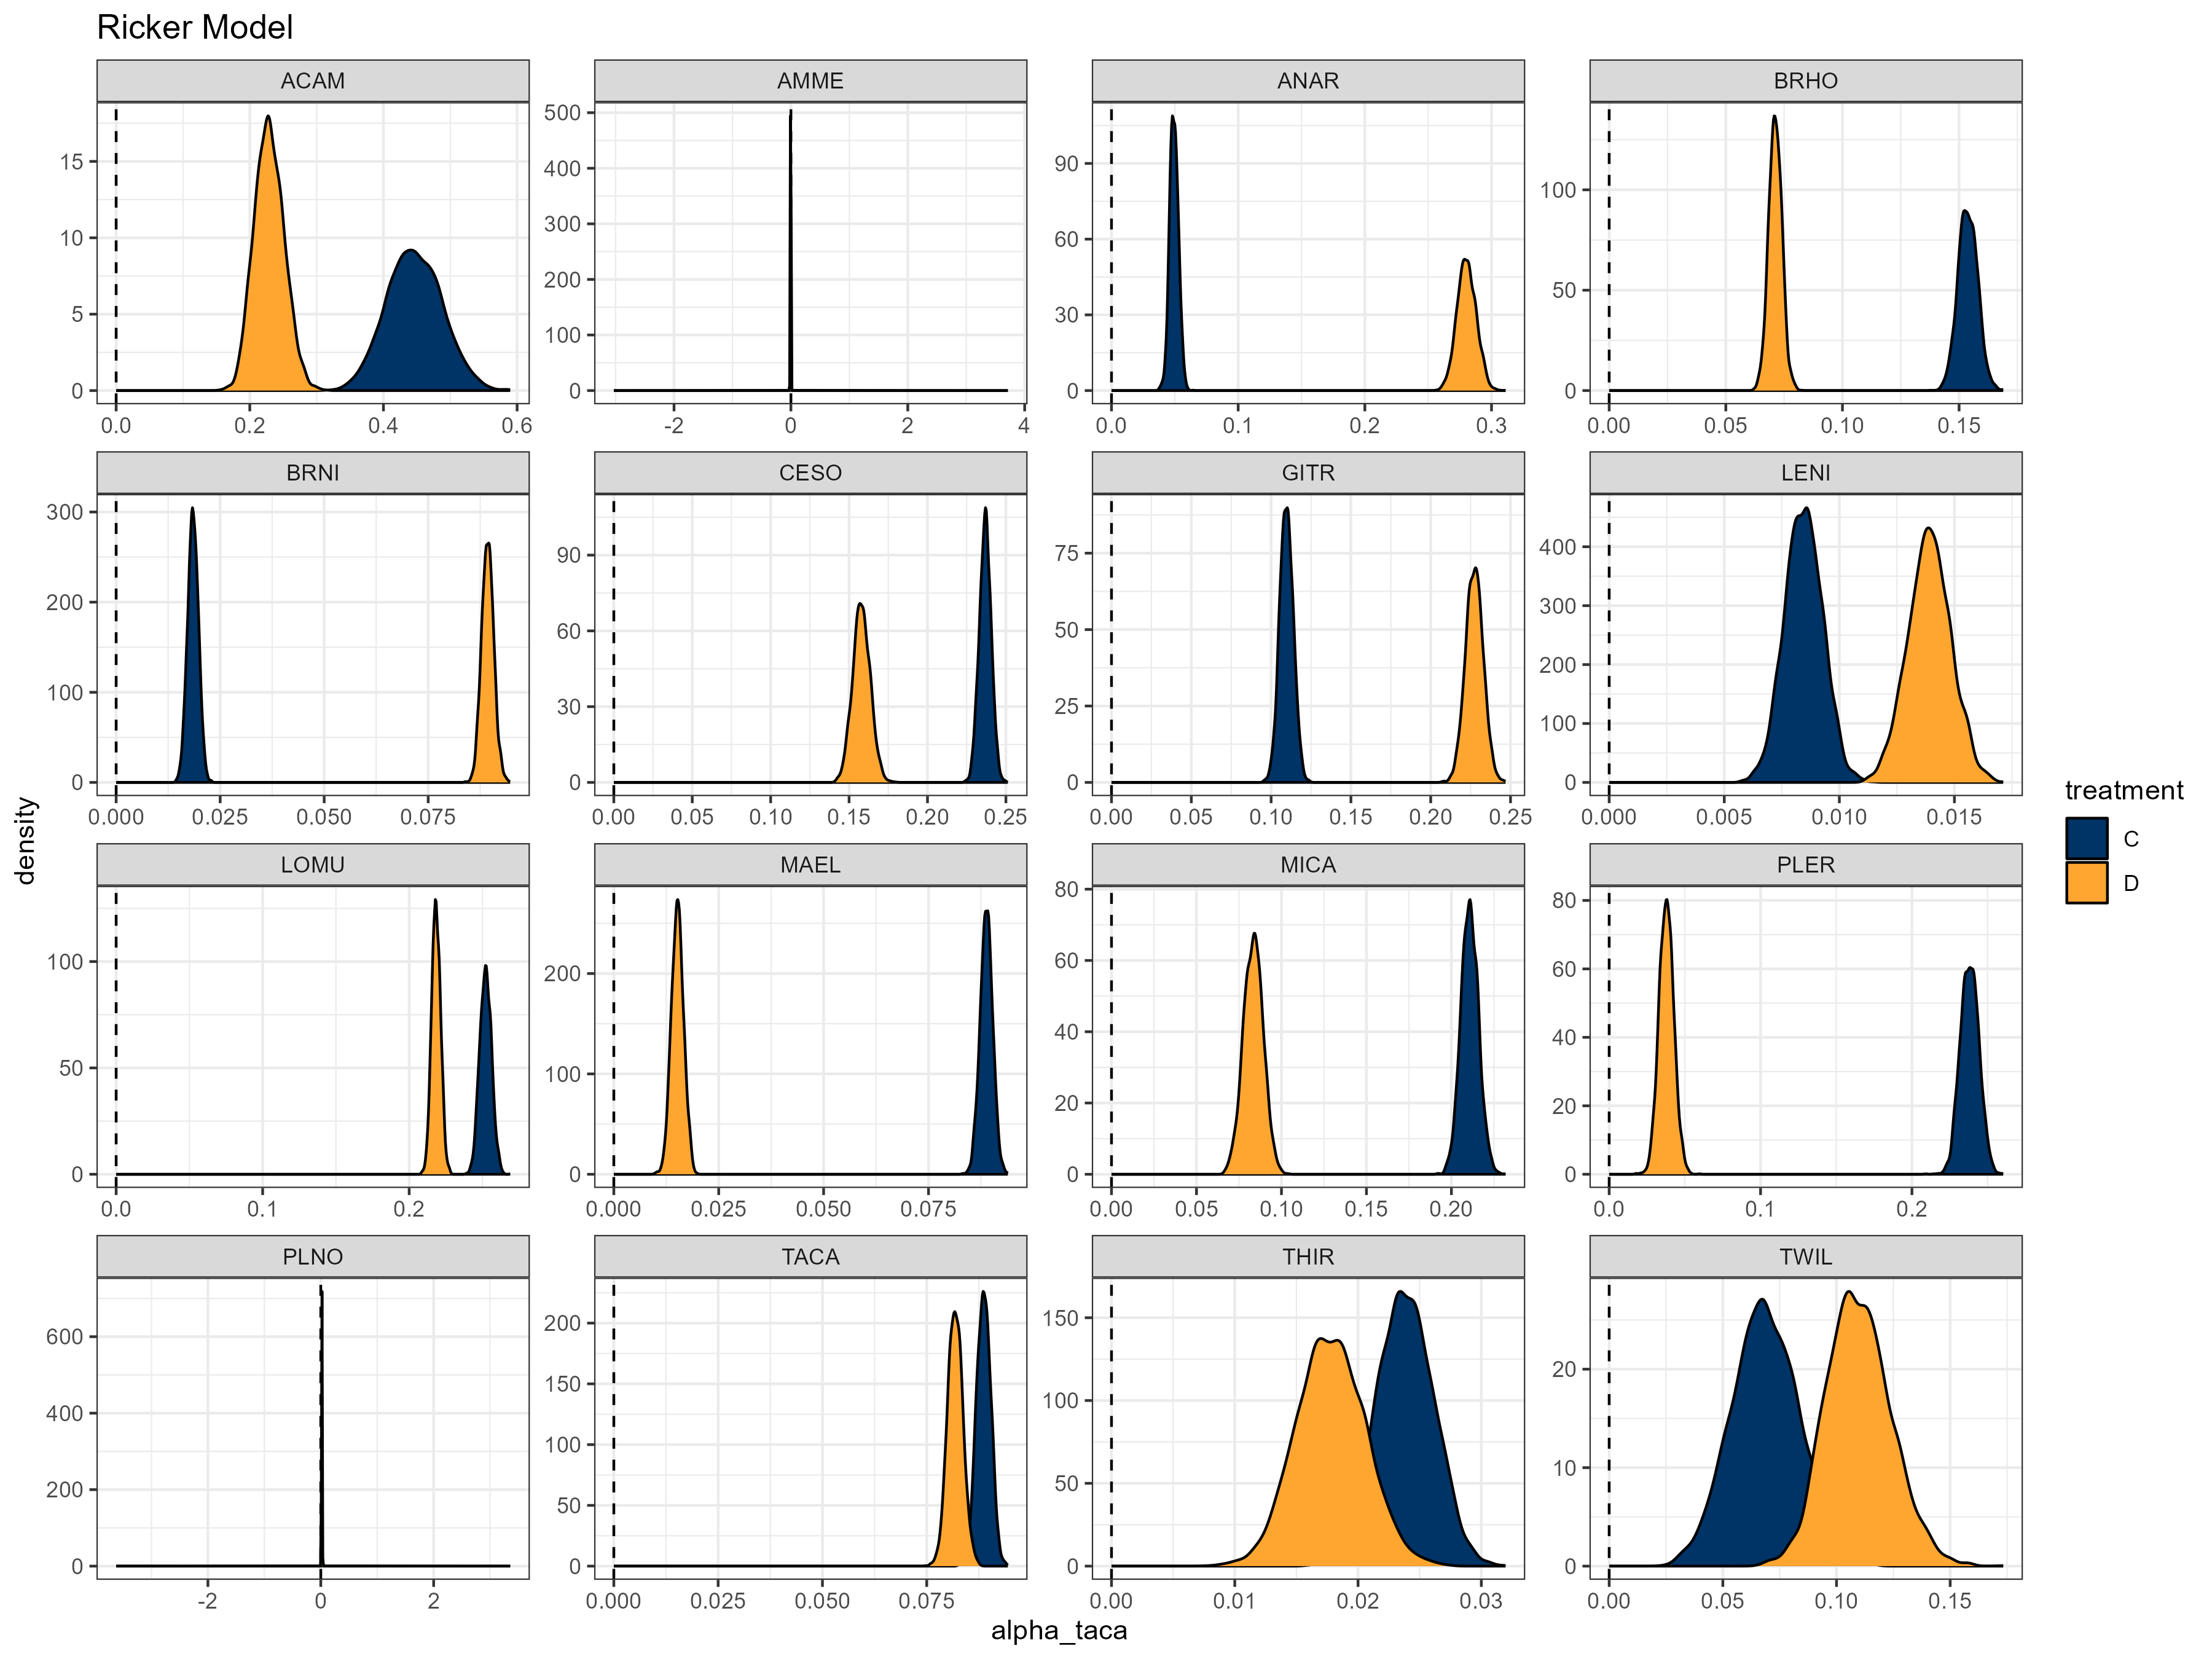 Ricker Model
ACAM AMME ANAR BRHO
15 10 5 0
500 400 300 200 100 0
90 60 30 0
100 50 0
0.0 0.2 0.4 0.6
-2 0 2 4
0.0 0.1 0.2 0.3
0.00 0.05 0.10 0.15
BRNI CESO GITR LENI
300 200 100 0
90 60 30 0
75 50 25 0
400 300 200 100 0
0.000 0.025 0.050 0.075
0.00 0.05 0.10 0.15 0.20 0.25
0.00 0.05 0.10 0.15 0.20 0.25
0.000 0.005 0.010 0.015
LOMU MAEL MICA PLER
100 50 0
200 100 0
80 60 40 20 0
80 60 40 20 0
0.0 0.1 0.2
0.000 0.025 0.050 0.075
0.00 0.05 0.10 0.15 0.20
0.0 0.1 0.2
PLNO TACA THIR TWIL
600 400 200 0
200 150 100 50 0
150 100 50 0
20 10 0
-2 0 2
0.000 0.025 0.050 0.075
0.00 0.01 0.02 0.03
0.00 0.05 0.10 0.15
alpha_taca
density
treatment
C
D